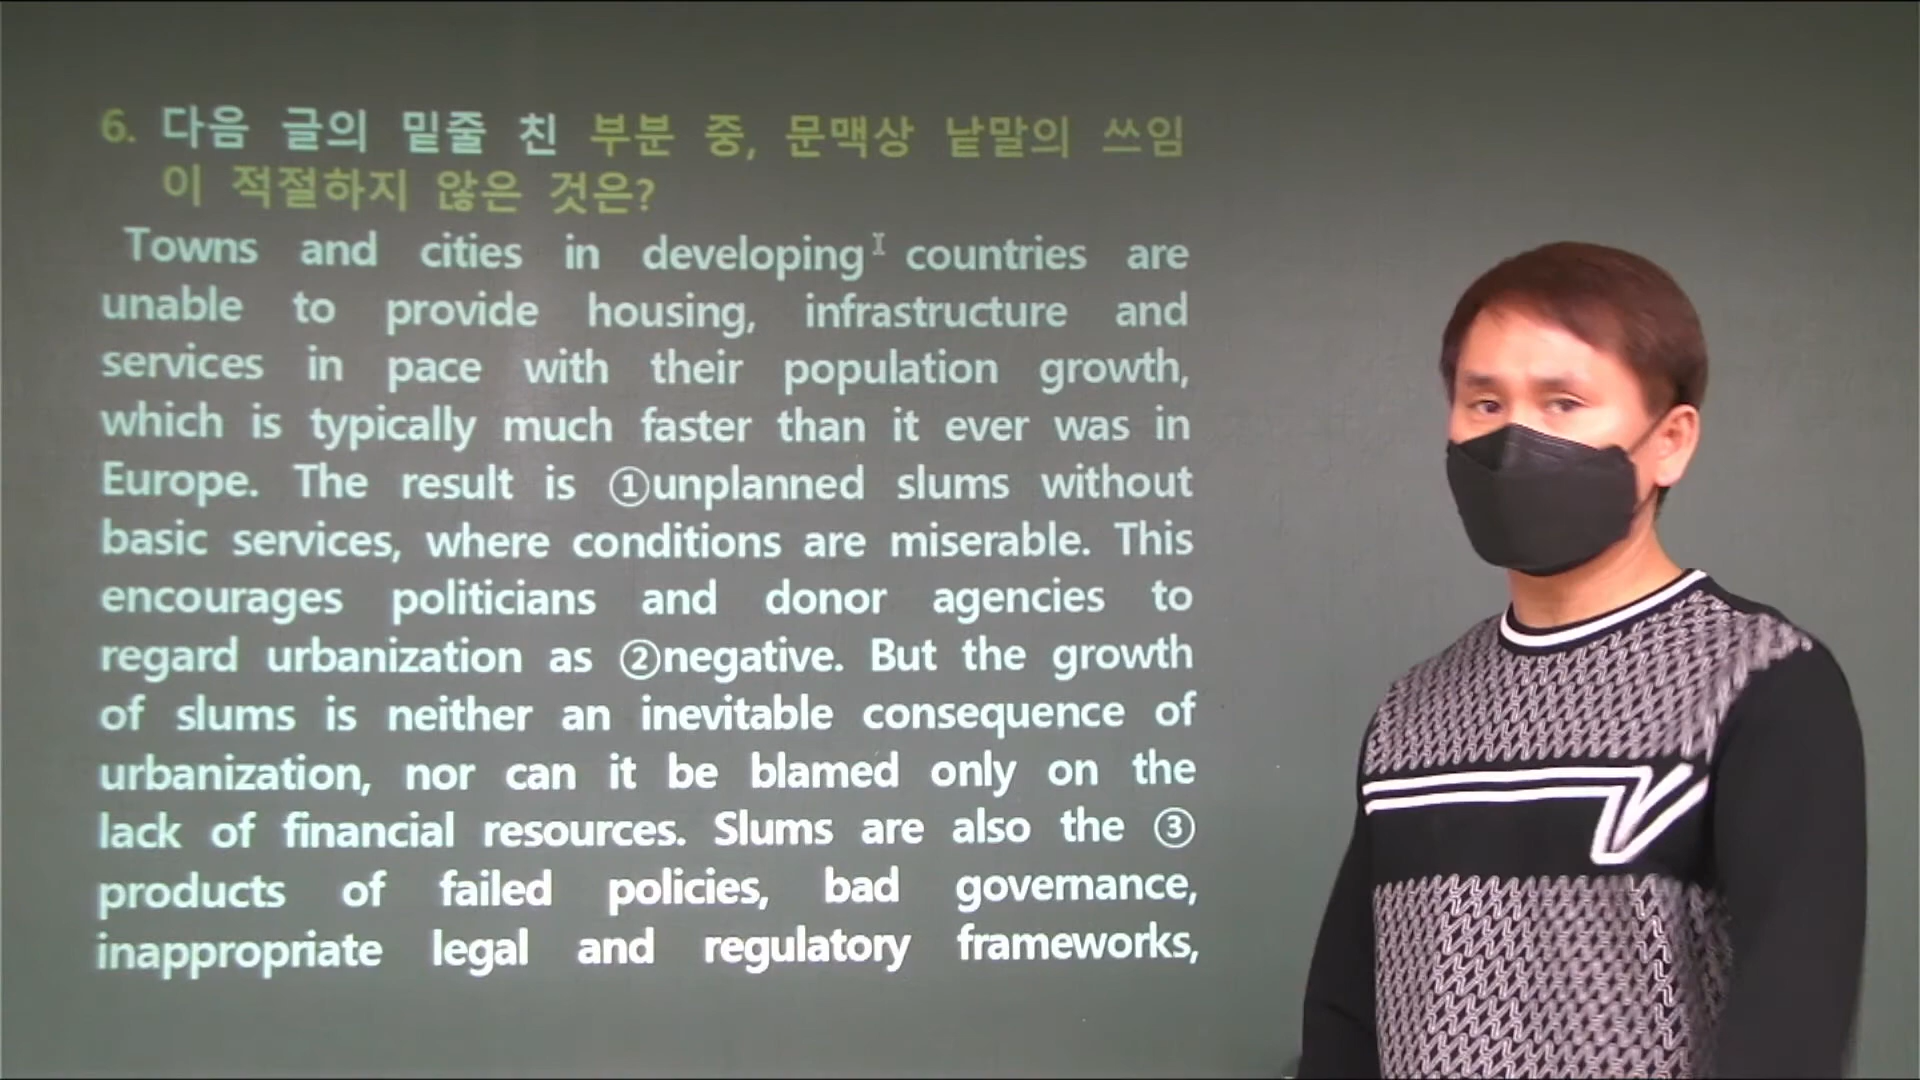 6. 다음 글의 밑줄 친 부분 중, 문맥상 낱말의 쓰임
이 적절하지 않은 것은?
Towns and cities in developing countries are
unable to provide housing, infrastructure and
services in pace with their population growth,
which is typically much faster than it ever was in
Europe. The result is ①unplanned slums without
basic services, where conditions are miserable. This
encourages politicians and donor agencies to
regard urbanization as ②negative. But the growth
of slums is neither an inevitable consequence of
urbanization, nor can it be blamed only on the
lack of financial resources. Slums are also the ③
products of failed policies, bad governance,
inappropriate legal and regulatory frameworks,